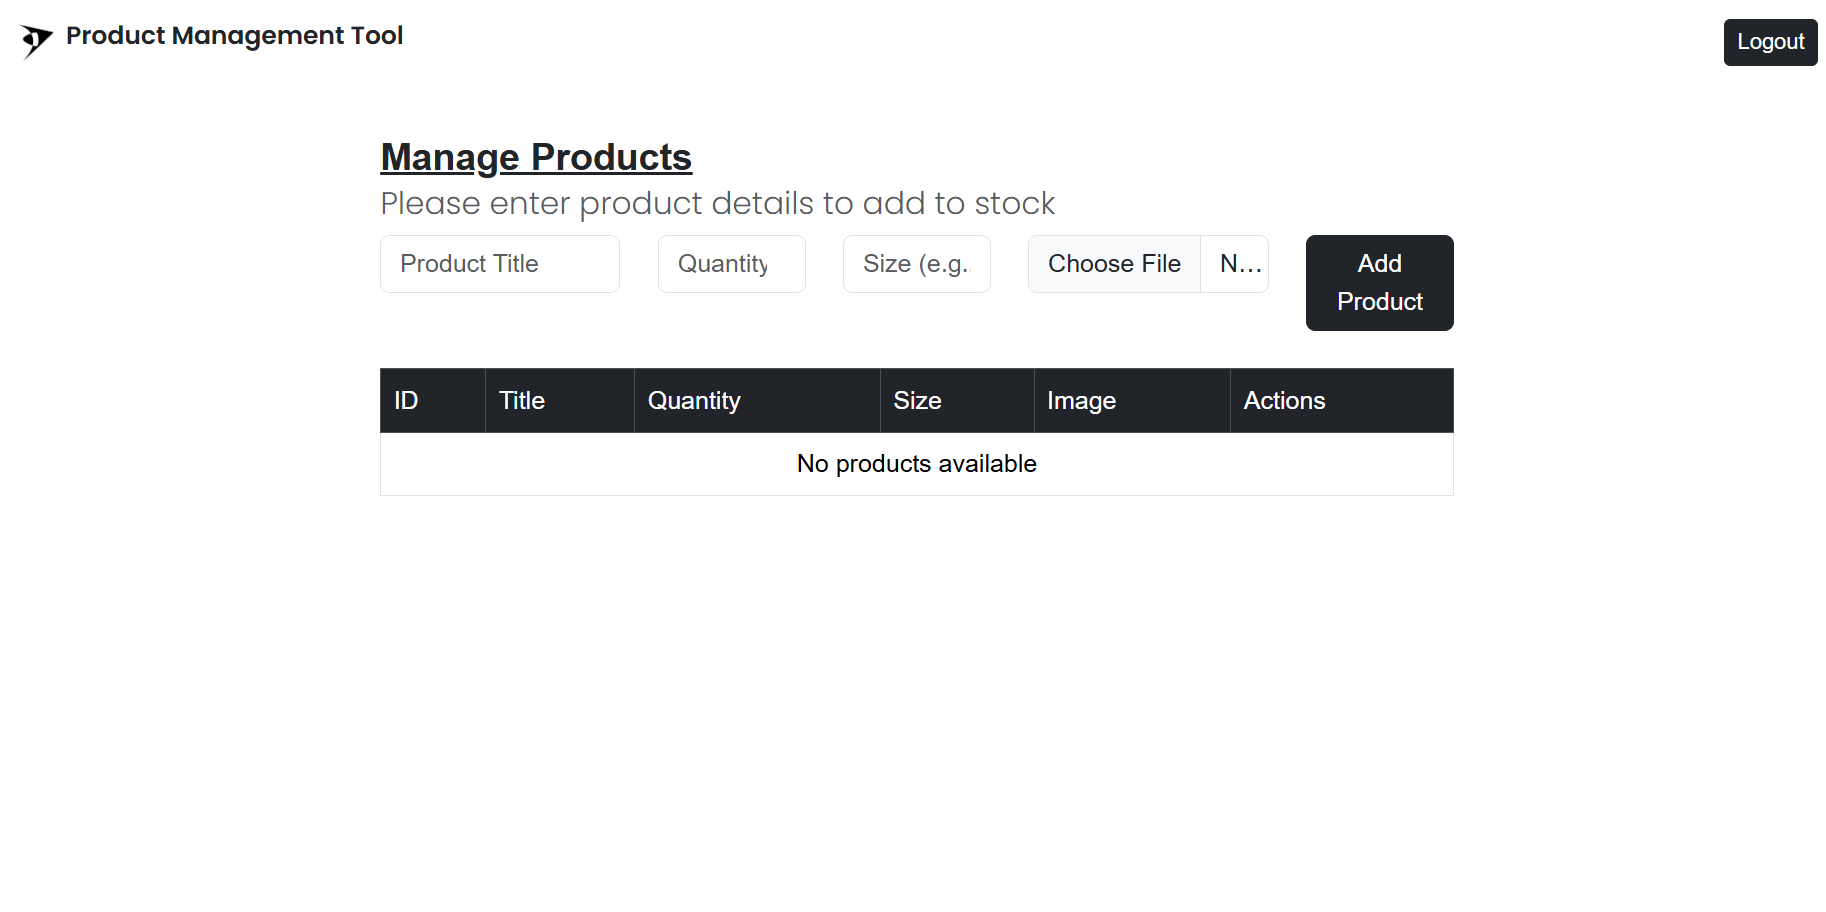 Product Management Tool
Logout
Manage Products
Please enter product details to add to stock
Product Title
Quantity
Size (e.g.
Choose File
N...
Add
Product
ID Title Quantity Size Image Actions
No products available